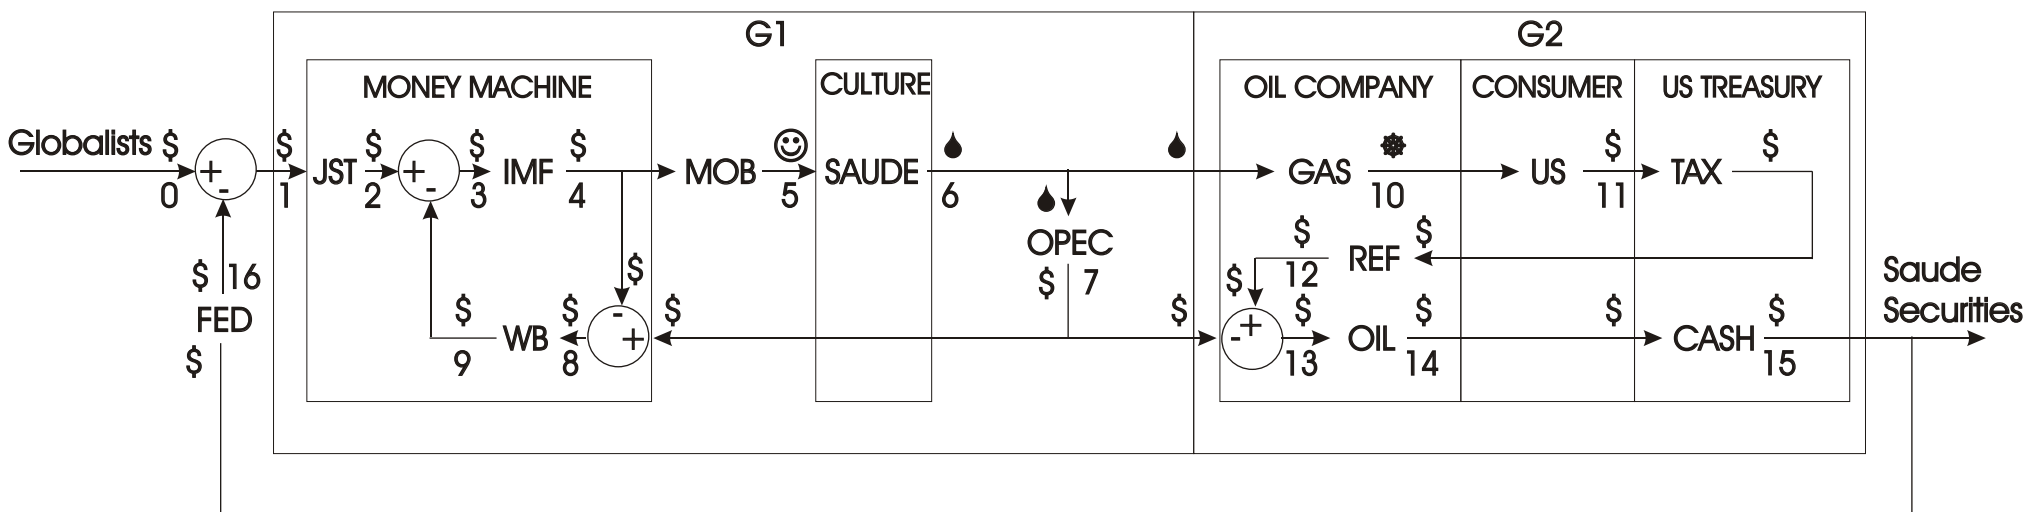 G1
G2
MONEY MACHINE
CULTURE
OIL COMPANY
CONSUMER
US TREASURY
Globalists $ $ $ $ $ $ $
+ JST + IMF MOB SAUDE GAS US TAX
- -
0 1 2 3 4 5 6 10 11
OPEC
$ 7
$ $ $
12 REF
$ 16
FED
$
$ $ $ $ $ $ $ $ $ $
- + + -
WB OIL CASH
9 8 13 14 15
Saude
Securities